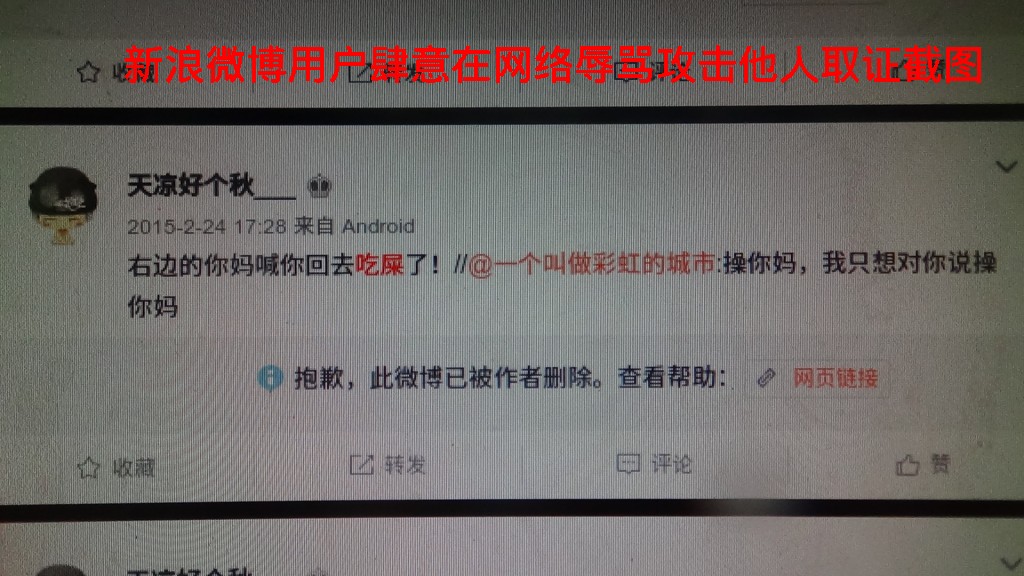 新浪微博用户肆意在网络辱骂攻击他人取证截图
天凉好个秋___
2015-2-24 17:28 来自 Android
右边的你妈喊你回去吃屎了！//@一个叫做彩虹的城市:操你妈，我只想对你说操
你妈
抱歉，此微博已被作者删除。查看帮助： 网页链接
收藏 转发 评论 赞
天凉好个秋